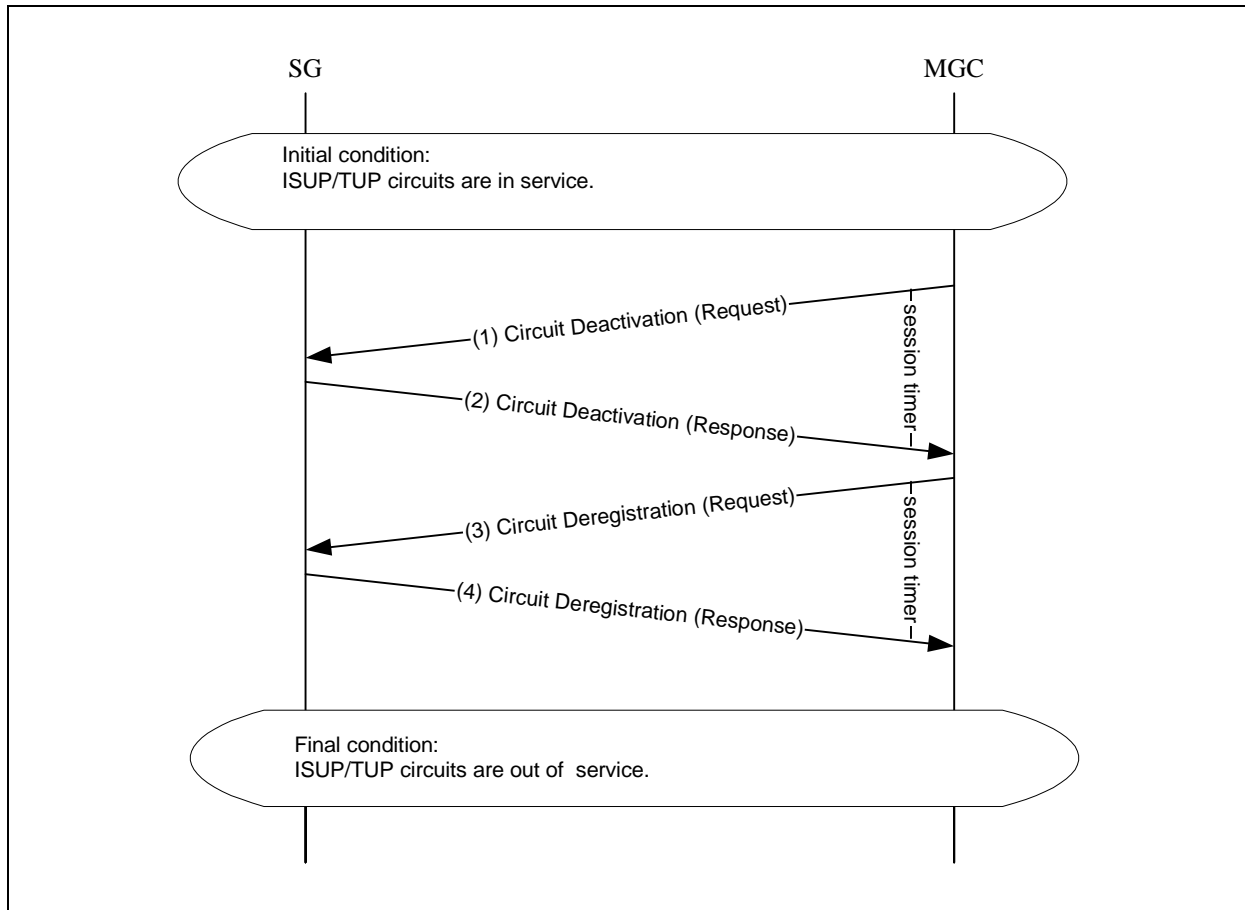 SG
MGC
Initial condition:
ISUP/TUP circuits are in service.
(1) Circuit Deactivation (Request)
session timer
(2) Circuit Deactivation (Response)
(3) Circuit Deregistration (Request)
session timer
(4) Circuit Deregistration (Response)
Final condition:
ISUP/TUP circuits are out of service.